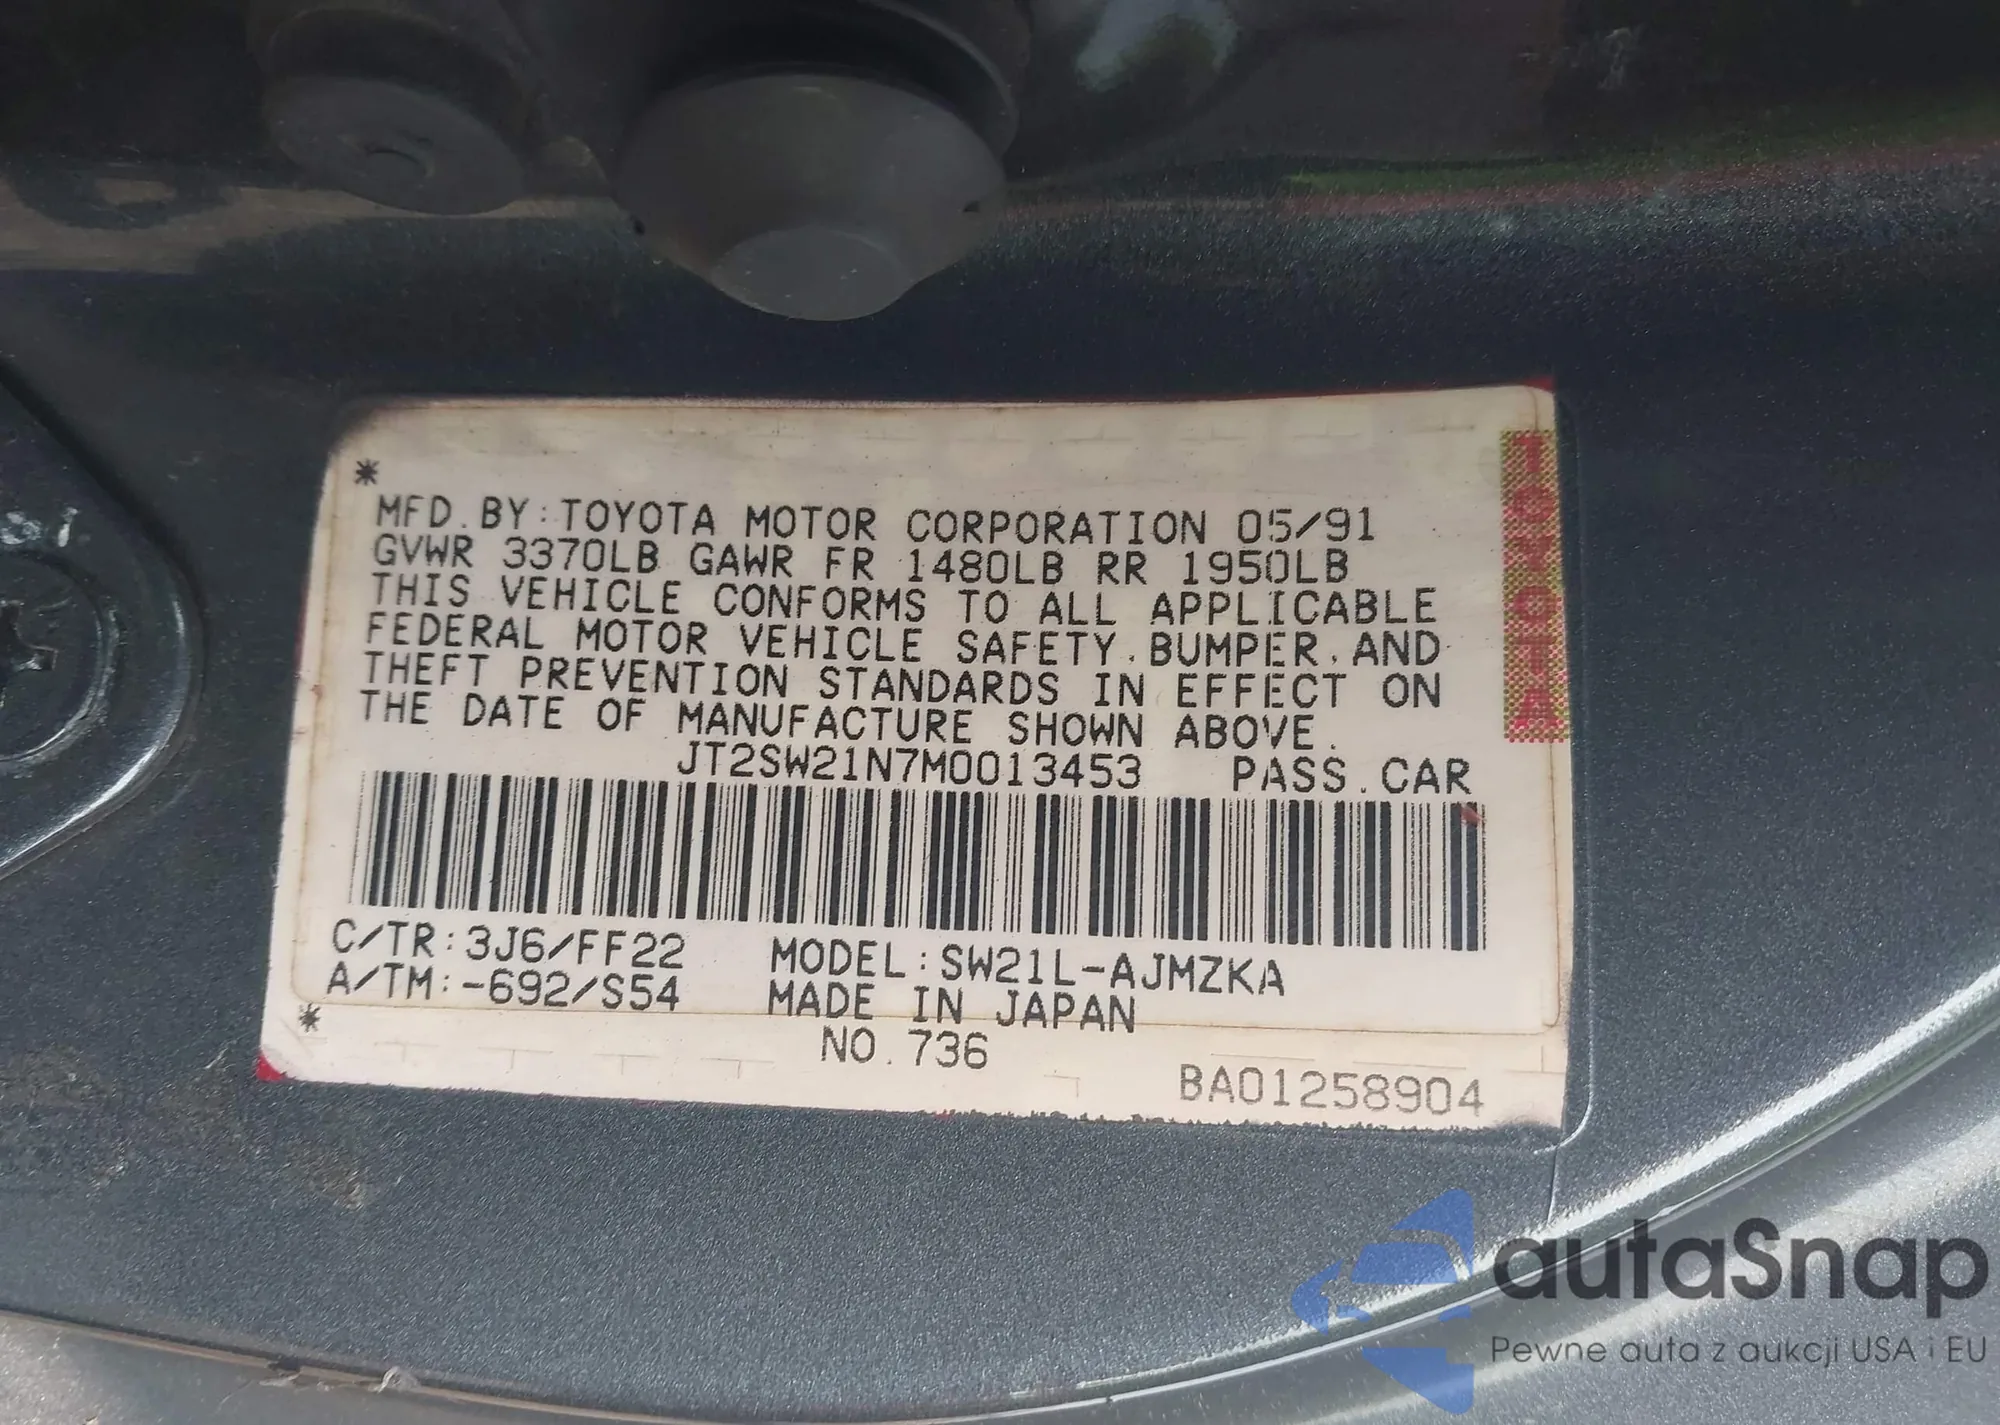 *
MFD.BY:TOYOTA MOTOR CORPORATION 05/91
GVWR 3370LB GAWR FR 1480LB RR 1950LB
THIS VEHICLE CONFORMS TO ALL APPLICABLE
FEDERAL MOTOR VEHICLE SAFETY.BUMPER.AND
THEFT PREVENTION STANDARDS IN EFFECT ON
THE DATE OF MANUFACTURE SHOWN ABOVE.
JT2SW21N7M0013453 PASS.CAR
C/TR:3J6/FF22 MODEL:SW21L-AJMZKA
A/TM:-692/S54 MADE IN JAPAN
*
NO.736
BA01258904
TOYOTA
autaSnap
Pewne auta z aukcji USA i EU